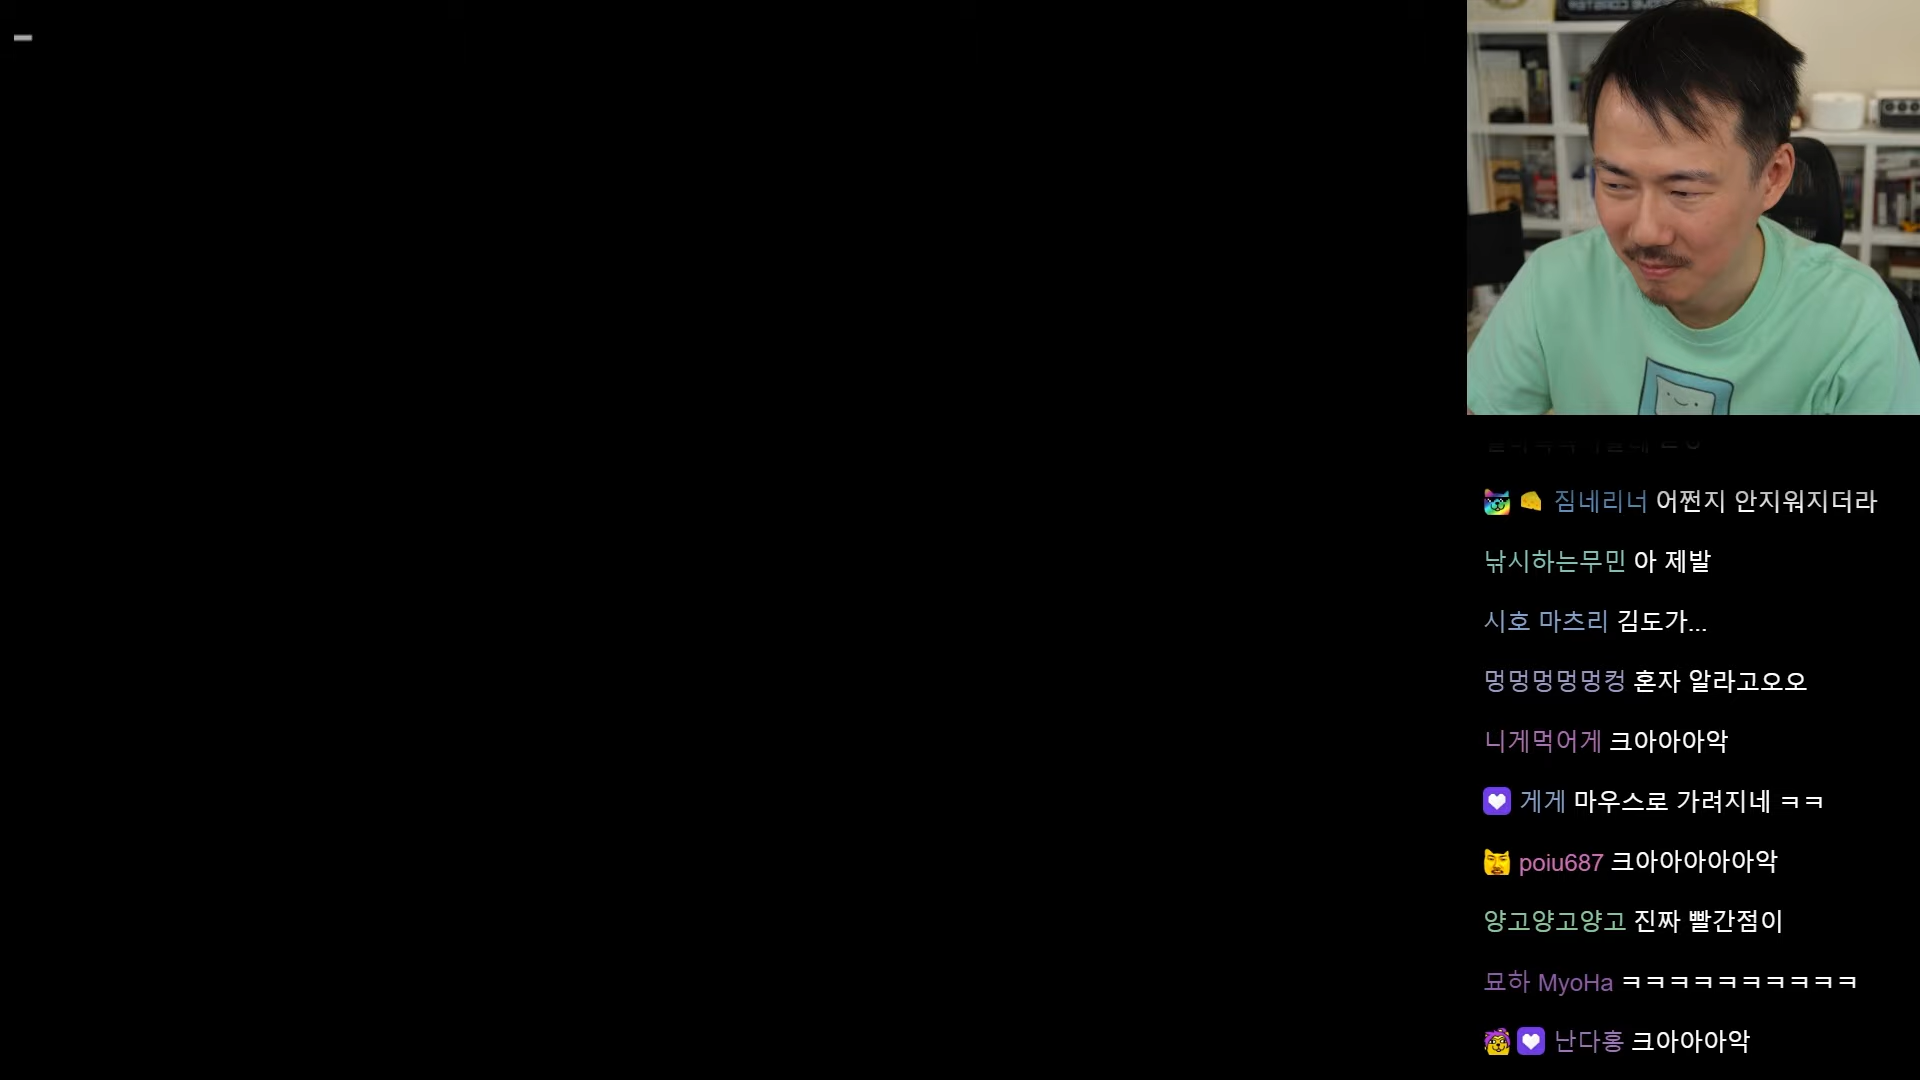 짐네리너 어쩐지 안지워지더라
낚시하는무민 아 제발
시호 마츠리 김도가...
멍멍멍멍멍컹 혼자 알라고오오
니게먹어게 크아아아악
게게 마우스로 가려지네 ㅋㅋ
poiu687 크아아아아아악
양고양고양고 진짜 빨간점이
묘하 MyoHa ㅋㅋㅋㅋㅋㅋㅋㅋㅋㅋ
난다홍 크아아아악